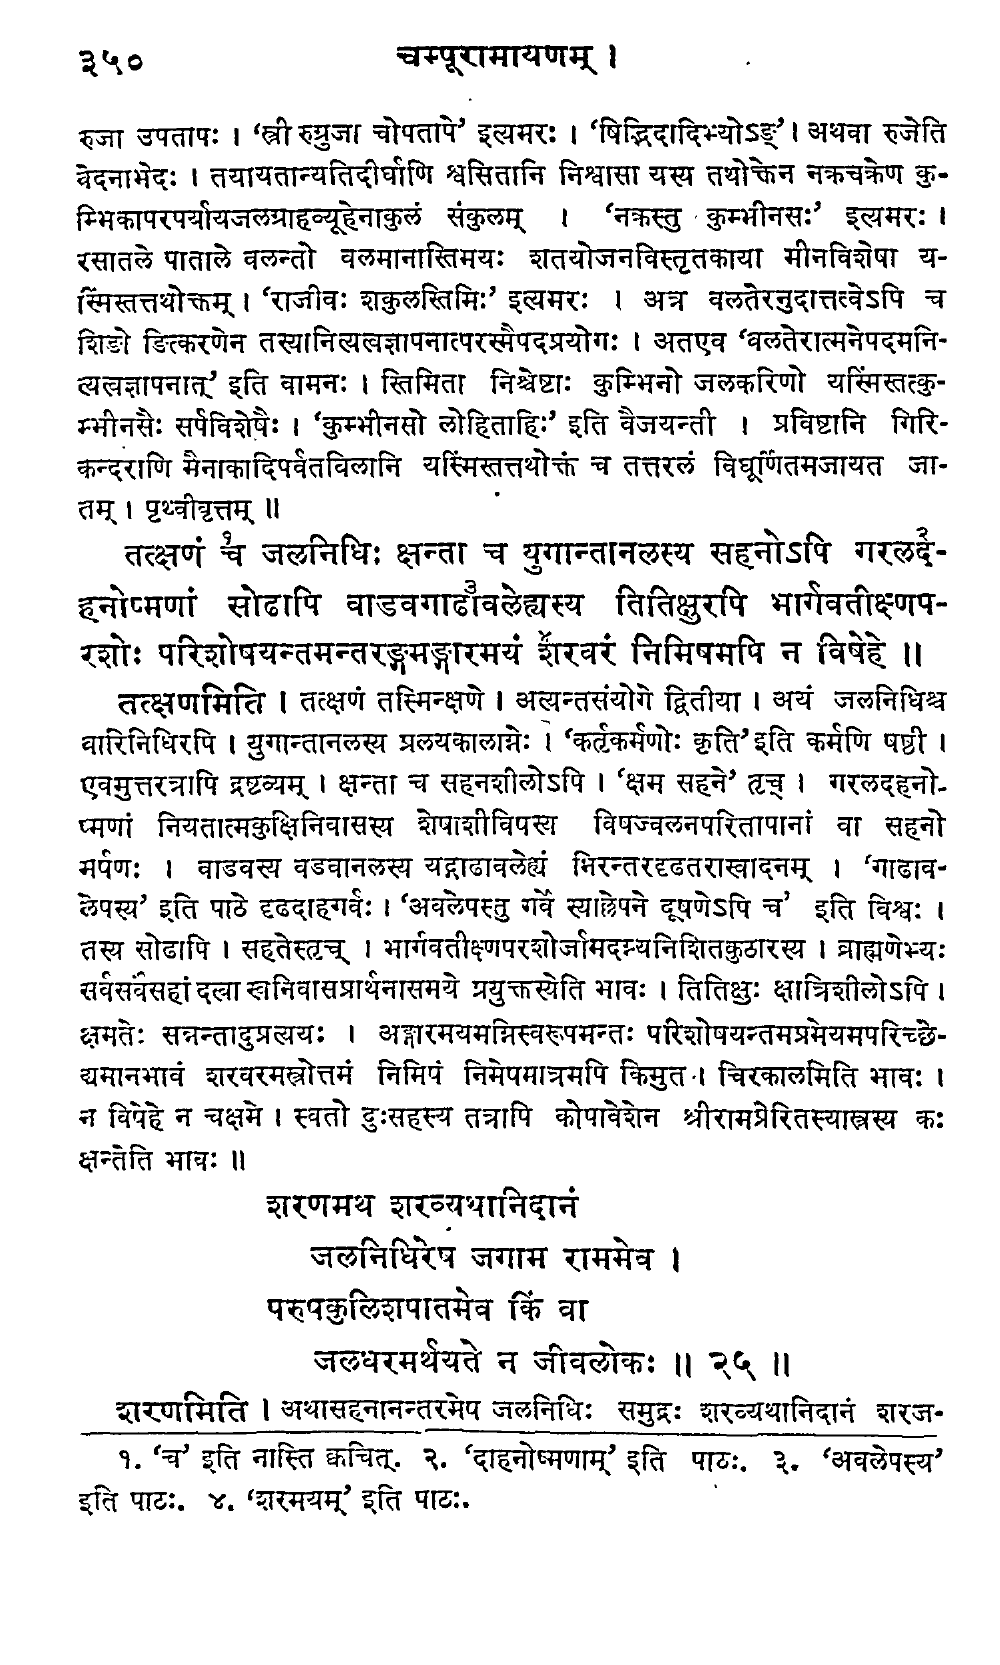 ३५० चम्पूरामायणम् ।
रुजा उपतापः । ‘स्त्री रुग्रुजा चोपतापे’ इत्यमरः । ‘षिद्भिदादिभ्योऽङ्’ । अथवा रुजेति
वेदनाभेदः । तयायतान्यतिदीर्घाणि श्वसितानि निश्वासा यस्य तथोक्तेन नक्रचक्रेण कु-
म्भिकापरपर्यायजलग्राहव्यूहेनाकुलं संकुलम् । ‘नक्रस्तु कुम्भीनसः’ इत्यमरः ।
रसातले पाताले वलन्तो वलमानास्तिमयः शतयोजनविस्तृतकाया मीनविशेषा य-
स्मिंस्तत्तथोक्तम् । ‘राजीवः शकुलस्तिमिः’ इत्यमरः । अत्र वलतेरनुदात्तत्वेऽपि च
शिङो ङित्करणेन तस्यानित्यत्वज्ञापनात्परस्मैपदप्रयोगः । अतएव ‘वलतेरात्मनेपदमनि-
त्यत्वज्ञापनात्’ इति वामनः । स्तिमिता निश्चेष्टाः कुम्भिनो जलकरिणो यस्मिंस्तत्कु-
म्भीनसैः सर्पविशेषैः । ‘कुम्भीनसो लोहिताहिः’ इति वैजयन्ती । प्रविष्टानि गिरि-
कन्दराणि मैनाकादिपर्वतविलानि यस्मिंस्तत्तथोक्तं च तत्तरलं विघूर्णितमजायत जा-
तम् । पृथ्वीवृत्तम् ॥
तत्क्षणं १च जलनिधिः क्षन्ता च युगान्तानलस्य सहनोऽपि गरलद२-
हनोष्मणां सोढापि वाडवगाढा३वलेह्यस्य तितिक्षुरपि भार्गवतीक्ष्णप-
रशोः परिशोषयन्तमन्तरङ्गमङ्गारमयं ४शरवरं निमिषमपि न विषेहे ॥
तत्क्षणमिति । तत्क्षणं तस्मिन्क्षणे । अत्यन्तसंयोगे द्वितीया । अयं जलनिधिश्च
वारिनिधिरपि । युगान्तानलस्य प्रलयकालाग्नेः । ‘कर्तृकर्मणोः कृति’ इति कर्मणि षष्ठी ।
एवमुत्तरत्रापि द्रष्टव्यम् । क्षन्ता च सहनशीलोऽपि । ‘क्षम सहने’ तृच् । गरलदहनो-
ष्मणां नियतात्मकुक्षिनिवासस्य शेषाशीविषस्य विषज्वलनपरितापानां वा सहनो
मर्षणः । वाडवस्य वडवानलस्य यद्गाढावलेह्यं निरन्तरदृढतरास्वादनम् । ‘गाढाव-
लेपस्य’ इति पाठे दृढदाहगर्वः । ‘अवलेपस्तु गर्वे स्याल्लेपने दूषणेऽपि च’ इति विश्वः ।
तस्य सोढापि । सहतेस्तृच् । भार्गवतीक्ष्णपरशोर्जामदग्न्यनिशितकुठारस्य । ब्राह्मणेभ्यः
सर्वसर्वंसहां दत्वा स्वनिवासप्रार्थनासमये प्रयुक्तस्येति भावः । तितिक्षुः क्षान्तिशीलोऽपि ।
क्षमतेः सन्नन्तादुप्रत्ययः । अङ्गारमयमग्निस्वरूपमन्तः परिशोषयन्तमप्रमेयमपरिच्छे-
द्यमानभावं शरवरमस्त्रोत्तमं निमिषं निमेषमात्रमपि किमुत । चिरकालमिति भावः ।
न विषेहे न चक्षमे । स्वतो दुःसहस्य तत्रापि कोपावेशेन श्रीरामप्रेरितस्यास्त्रस्य कः
क्षन्तेति भावः ॥
शरणमथ शरव्यथानिदानं
जलनिधिरेष जगाम राममेव ।
परुषकुलिशपातमेव किं वा
जलधरमर्थयते न जीवलोकः ॥ २५ ॥
शरणमिति । अथासहनानन्तरमेष जलनिधिः समुद्रः शरव्यथानिदानं शरज-
१. ‘च’ इति नास्ति क्वचित्. २. ‘दाहनोष्मणाम्’ इति पाठः. ३. ‘अवलेपस्य’
इति पाठः. ४. ‘शरमयम्’ इति पाठः.